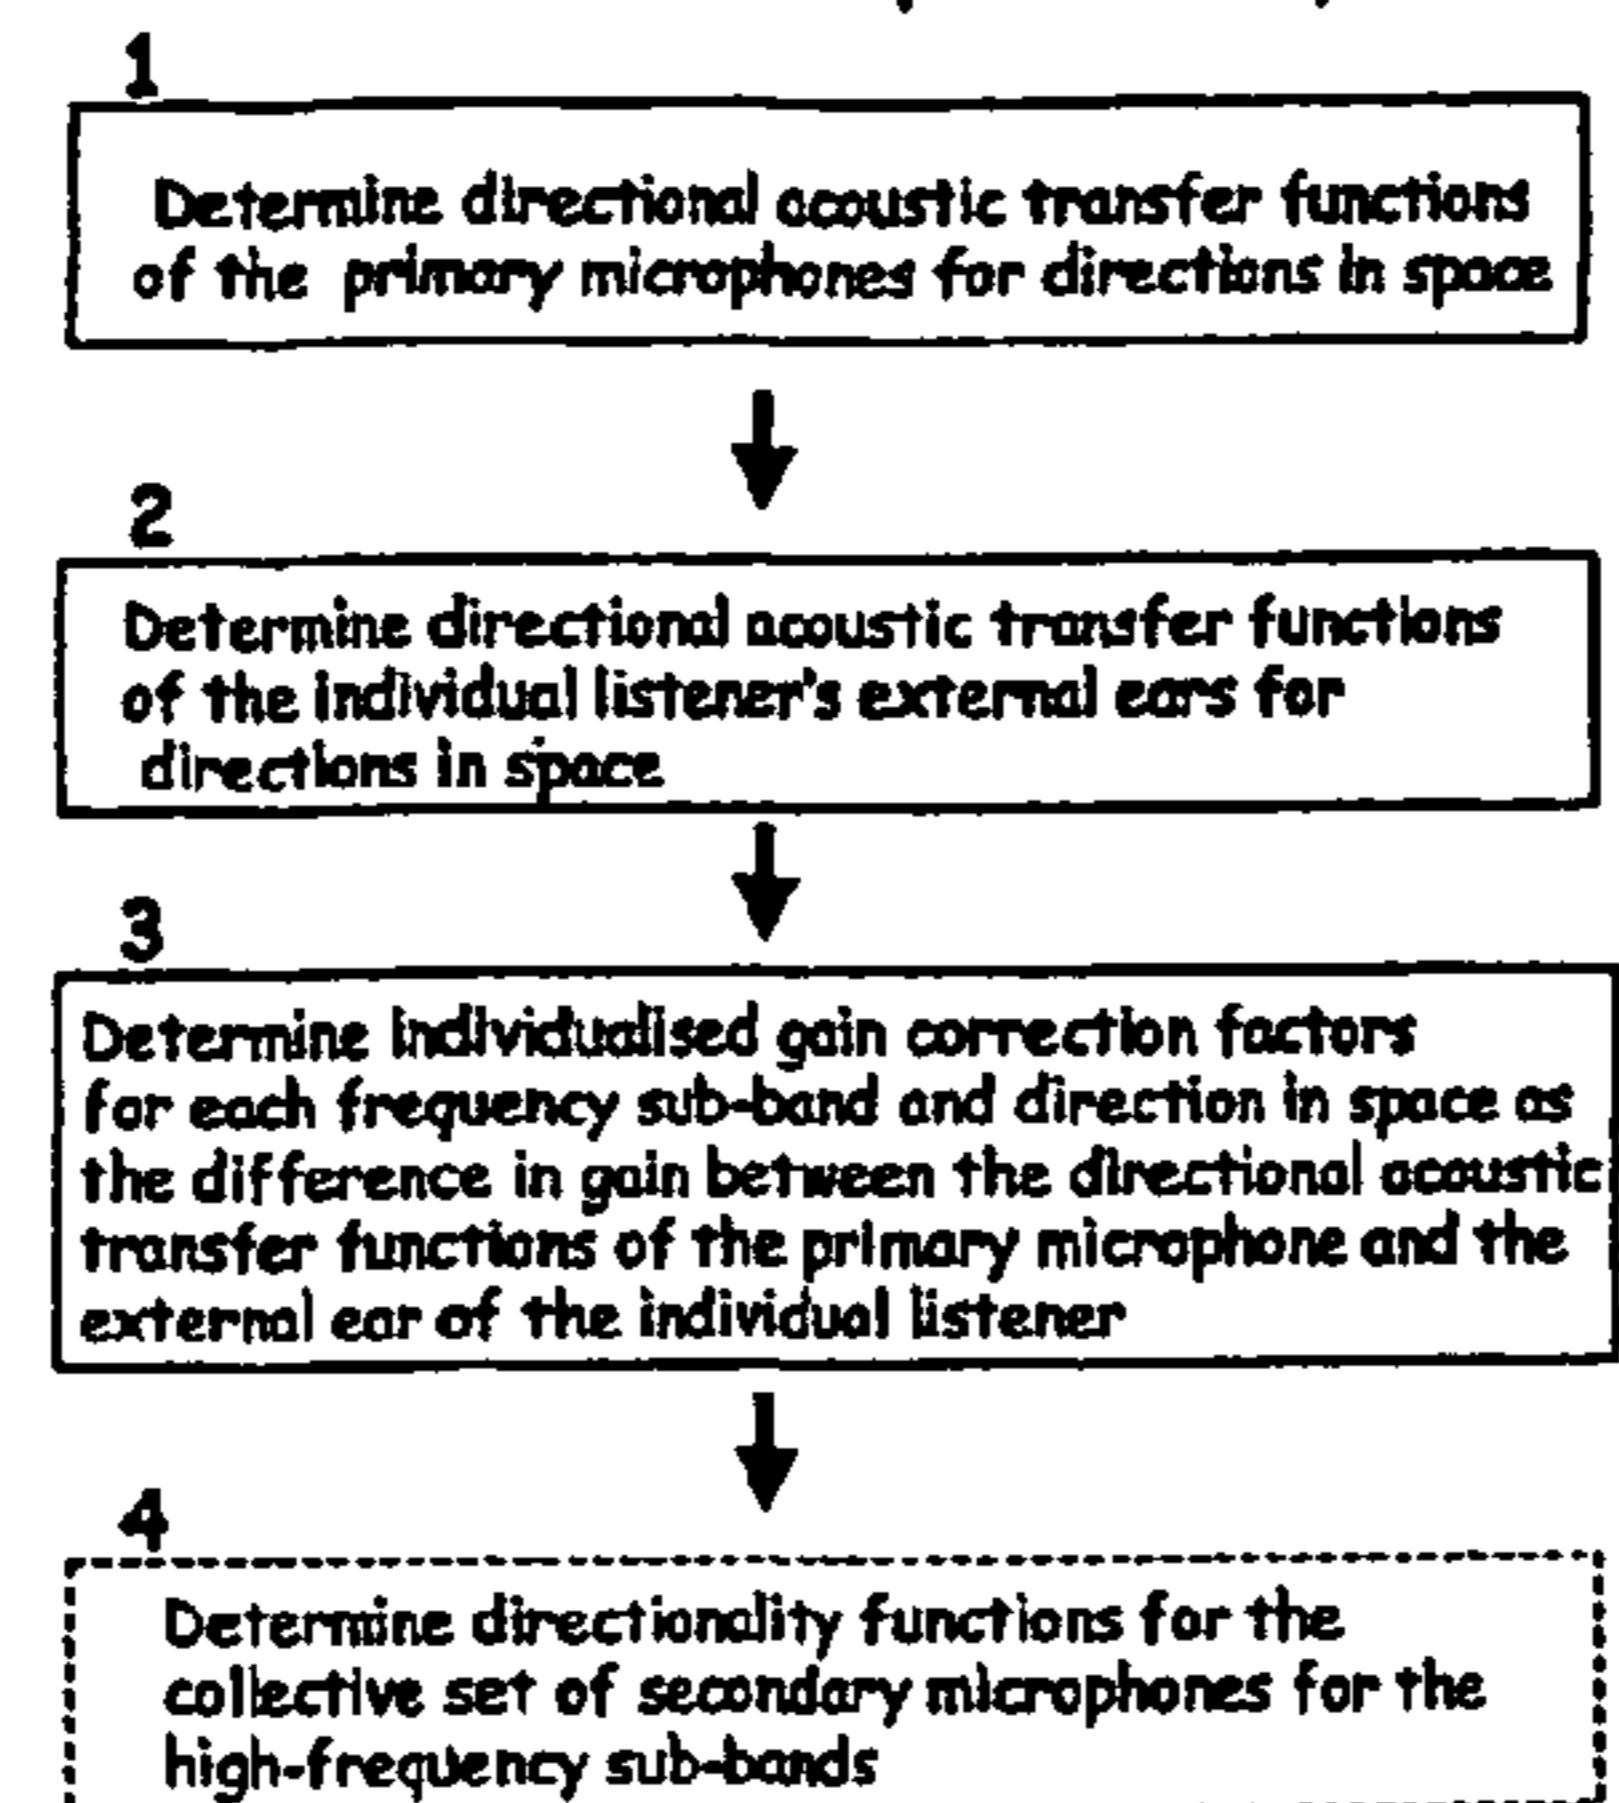 1
Determine directional acoustic transfer functions
of the primary microphones for directions in space
2
Determine directional acoustic transfer functions
of the individual listener's external ears for
directions in space
3
Determine individualised gain correction factors
for each frequency sub-band and direction in space as
the difference in gain between the directional acoustic
transfer functions of the primary microphone and the
external ear of the individual listener
4
Determine directionality functions for the
collective set of secondary microphones for the
high-frequency sub-bands